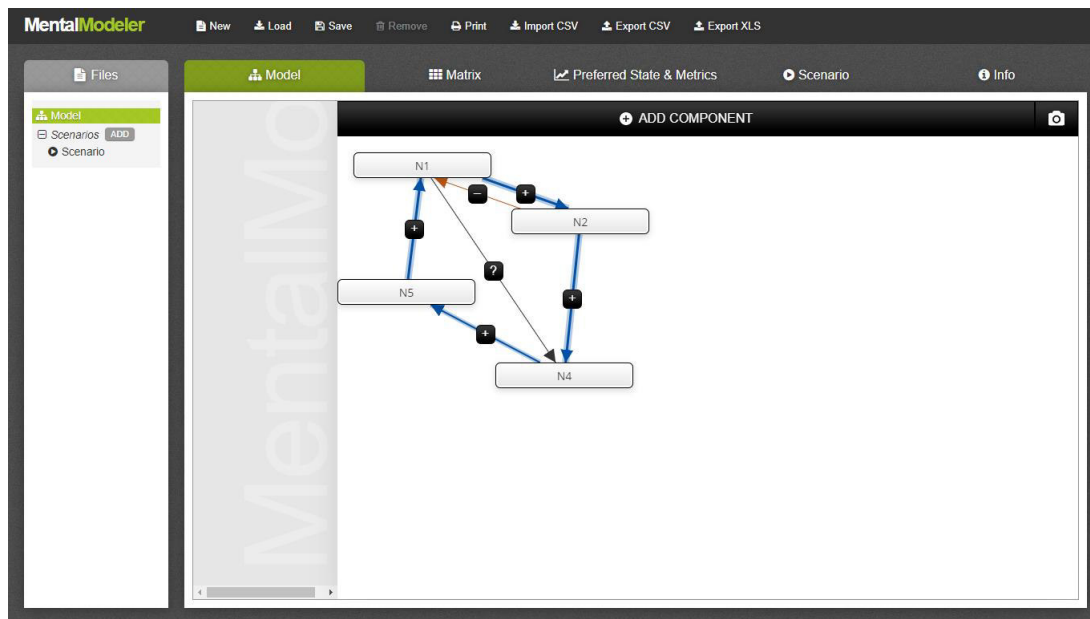 MentalModeler New Load Save Remove Print Import CSV Export CSV Export XLS
Files Model Matrix Preferred State & Metrics Scenario Info
Model
Scenarios ADD
Scenario
ADD COMPONENT
N1
− +
N2
+
?
N5
+
+
N4
MentalMo